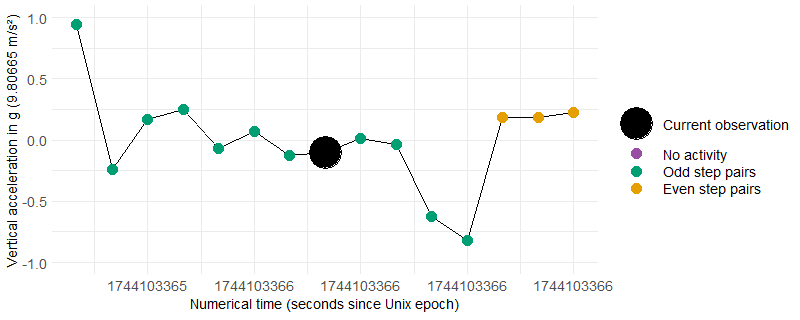 Vertical acceleration in g (9.80665 m/s²)
1.0
0.5
0.0
-0.5
-1.0
1744103365 1744103366 1744103366 1744103366 1744103366
Numerical time (seconds since Unix epoch)
Current observation
No activity
Odd step pairs
Even step pairs